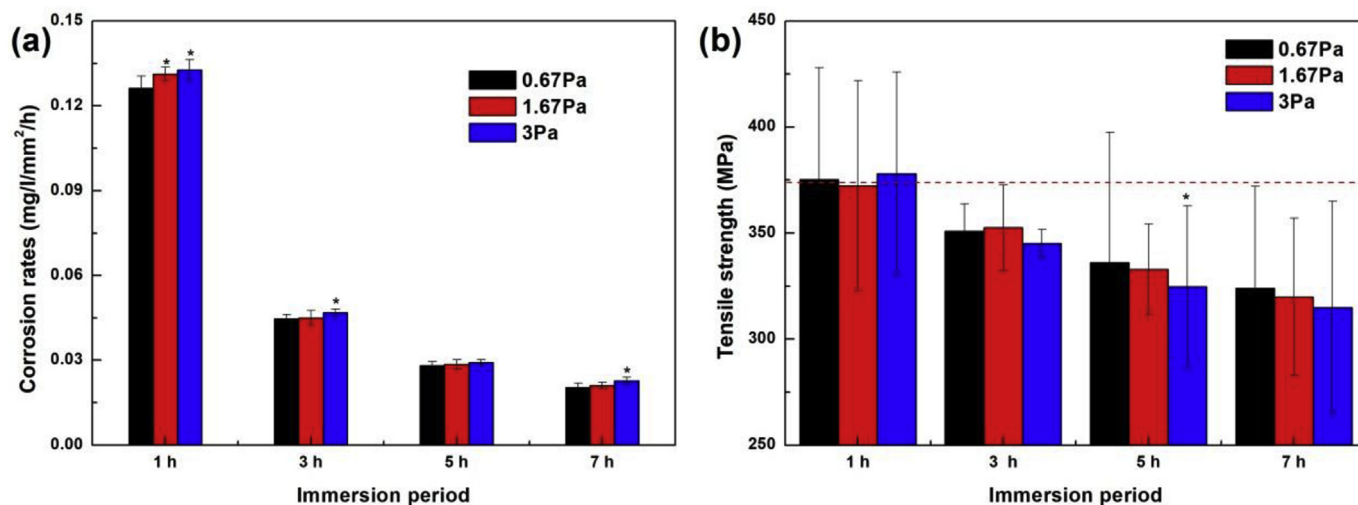 (a)
Corrosion rates (mg/l/mm²/h)
0.15
0.12
0.09
0.06
0.03
0.00
* *
*
*
0.67Pa
1.67Pa
3Pa
1 h 3 h 5 h 7 h
Immersion period
(b)
Tensile strength (MPa)
450
400
350
300
250
*
0.67Pa
1.67Pa
3Pa
1 h 3 h 5 h 7 h
Immersion period